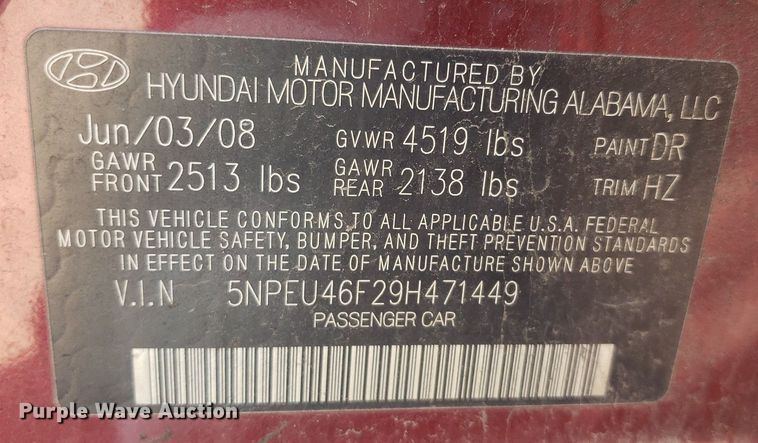 MANUFACTURED BY
HYUNDAI MOTOR MANUFACTURING ALABAMA, LLC
Jun/03/08 GVWR 4519 lbs PAINT DR
GAWR FRONT 2513 lbs GAWR REAR 2138 lbs TRIM HZ
THIS VEHICLE CONFORMS TO ALL APPLICABLE U.S.A. FEDERAL
MOTOR VEHICLE SAFETY, BUMPER, AND THEFT PREVENTION STANDARDS
IN EFFECT ON THE DATE OF MANUFACTURE SHOWN ABOVE
V.I.N 5NPEU46F29H471449
PASSENGER CAR
Purple Wave Auction